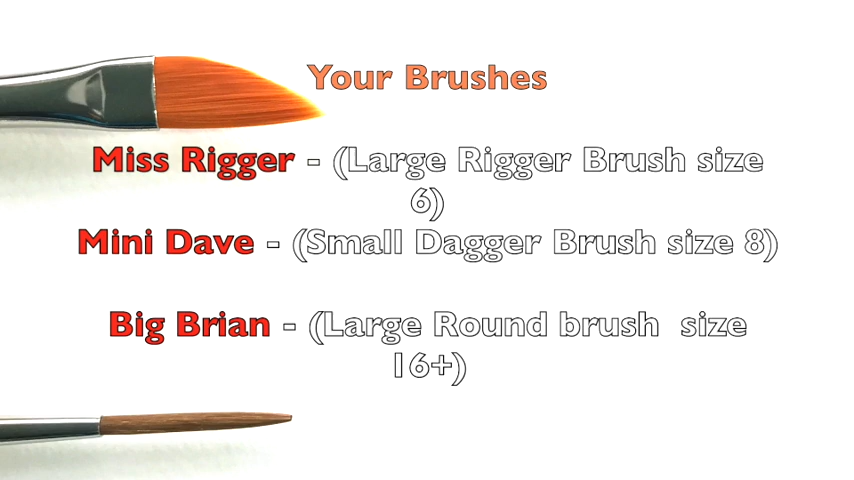 Your Brushes
Miss Rigger - (Large Rigger Brush size
6)
Mini Dave - (Small Dagger Brush size 8)
Big Brian - (Large Round brush size
16+)